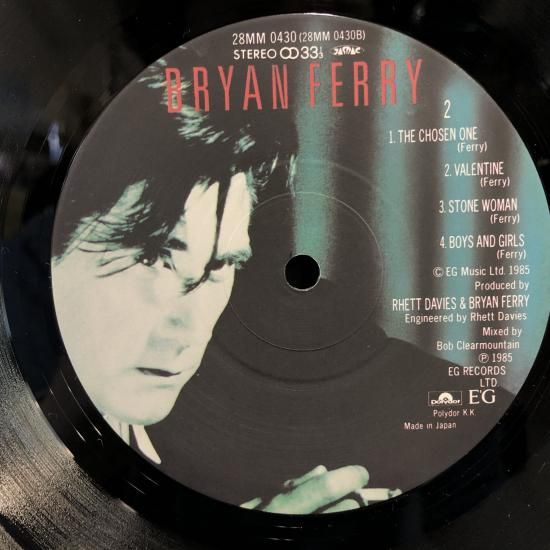 28MM 0430 (28MM 0430B)
STEREO 33⅓ JASRAC
BRYAN FERRY
2
1. THE CHOSEN ONE
(Ferry)
2. VALENTINE
(Ferry)
3. STONE WOMAN
(Ferry)
4. BOYS AND GIRLS
(Ferry)
© EG Music Ltd. 1985
Produced by
RHETT DAVIES & BRYAN FERRY
Engineered by Rhett Davies
Mixed by
Bob Clearmountain
℗ 1985
EG RECORDS
LTD.
Polydor E'G
Polydor K.K.
Made in Japan